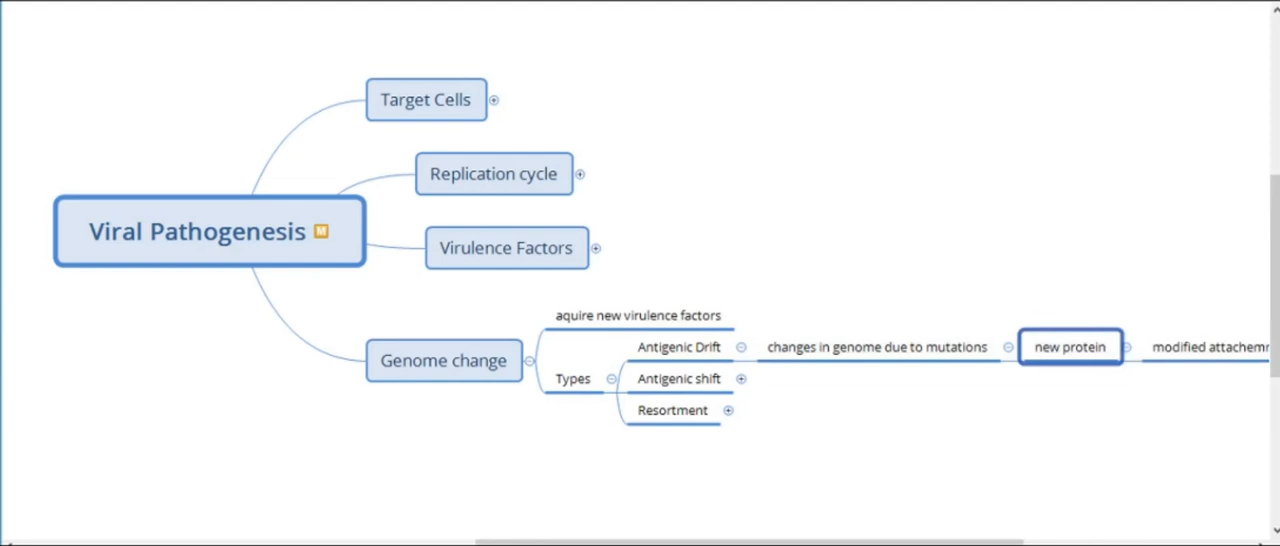 Target Cells
Replication cycle
Viral Pathogenesis M
Virulence Factors
aquire new virulence factors
Antigenic Drift
changes in genome due to mutations
new protein
modified
Genome change
Types
Antigenic shift
Resortment